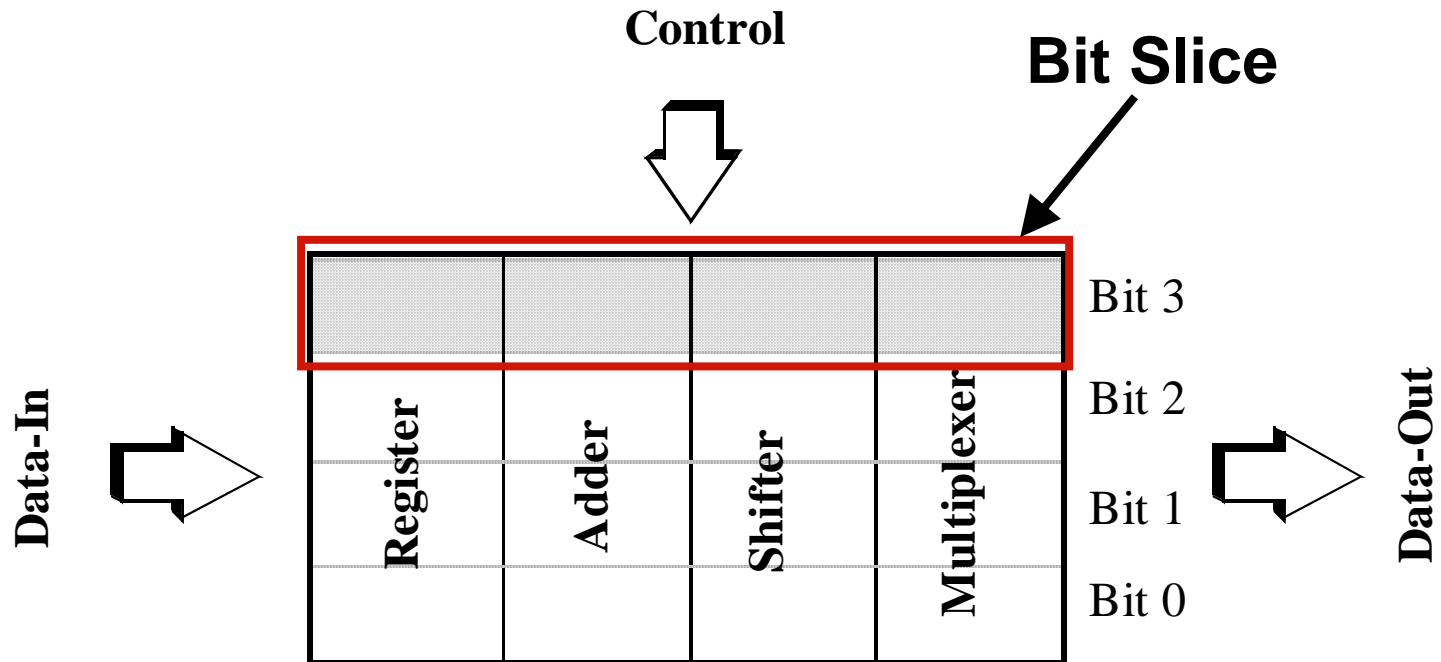 Control
Bit Slice
Bit 3
Bit 2
Bit 1
Bit 0
Data-In
Register
Adder
Shifter
Multiplexer
Data-Out